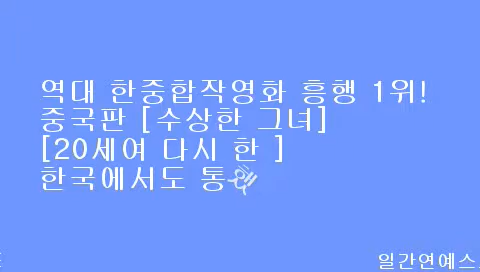 역대 한중합작영화 흥행 1위!
중국판 [수상한 그녀]
[20세여 다시 한 ]
한국에서도 통
일간연예스